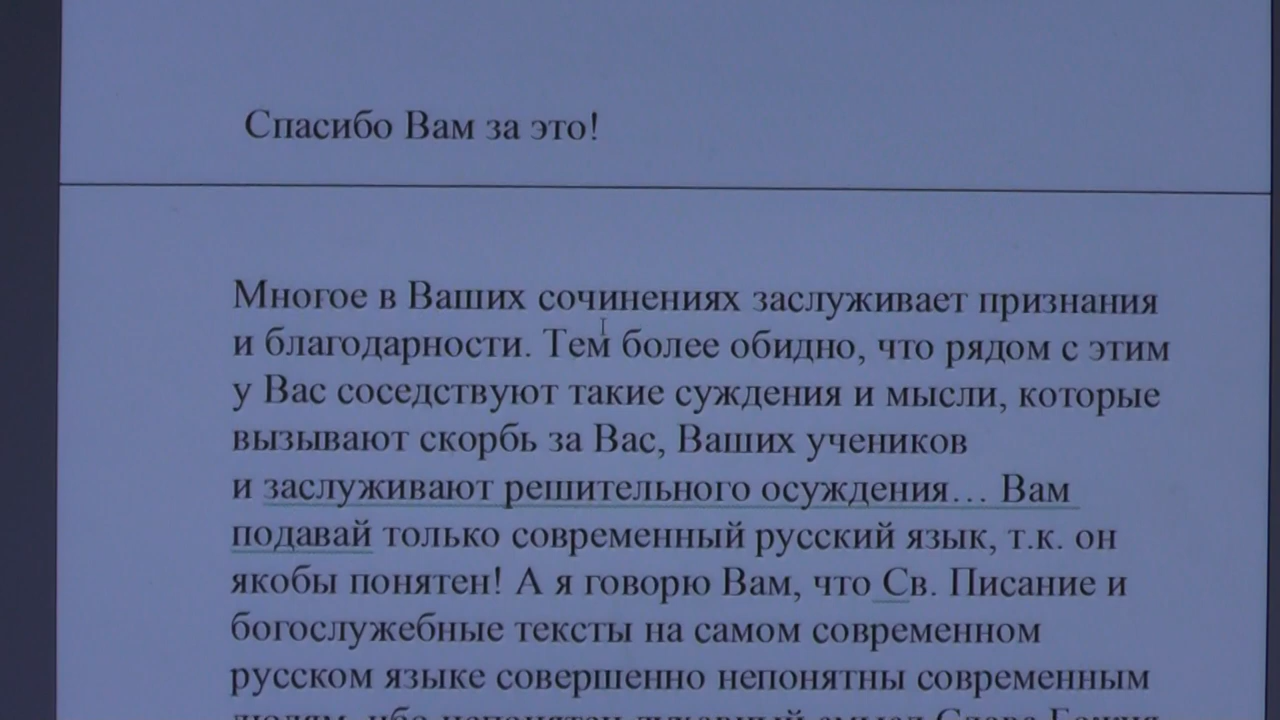 Спасибо Вам за это!
Многое в Ваших сочинениях заслуживает признания
и благодарности. Тем более обидно, что рядом с этим
у Вас соседствуют такие суждения и мысли, которые
вызывают скорбь за Вас, Ваших учеников
и заслуживают решительного осуждения… Вам
подавай только современный русский язык, т.к. он
якобы понятен! А я говорю Вам, что Св. Писание и
богослужебные тексты на самом современном
русском языке совершенно непонятны современным